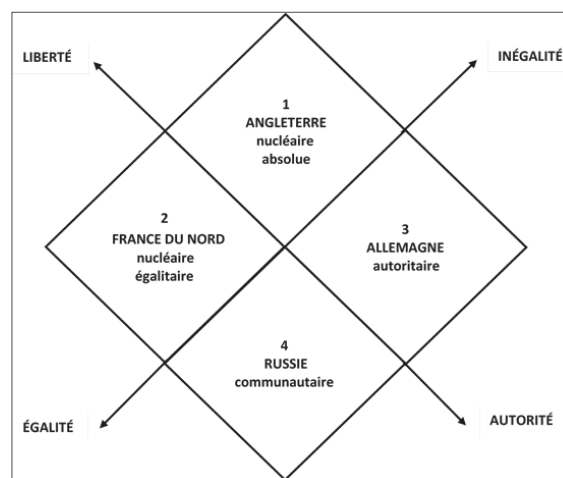 LIBERTÉ
INÉGALITÉ
1
ANGLETERRE
nucléaire
absolue
2
FRANCE DU NORD
nucléaire
égalitaire
3
ALLEMAGNE
autoritaire
4
RUSSIE
communautaire
ÉGALITÉ
AUTORITÉ